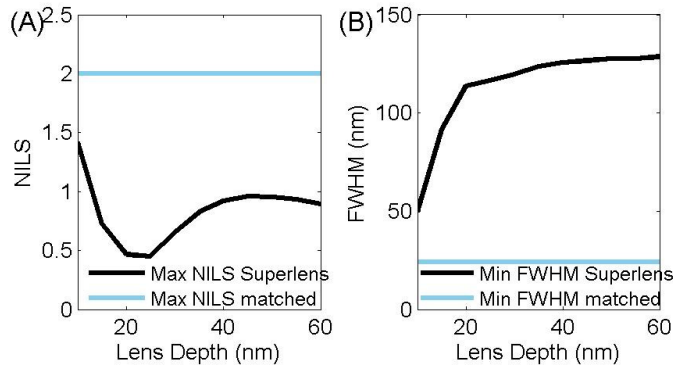 (A)
2.5
2
1.5
1
0.5
0
NILS
Max NILS Superlens
Max NILS matched
20
40
60
Lens Depth (nm)
(B)
150
100
50
0
FWHM (nm)
Min FWHM Superlens
Min FWHM matched
20
40
60
Lens Depth (nm)